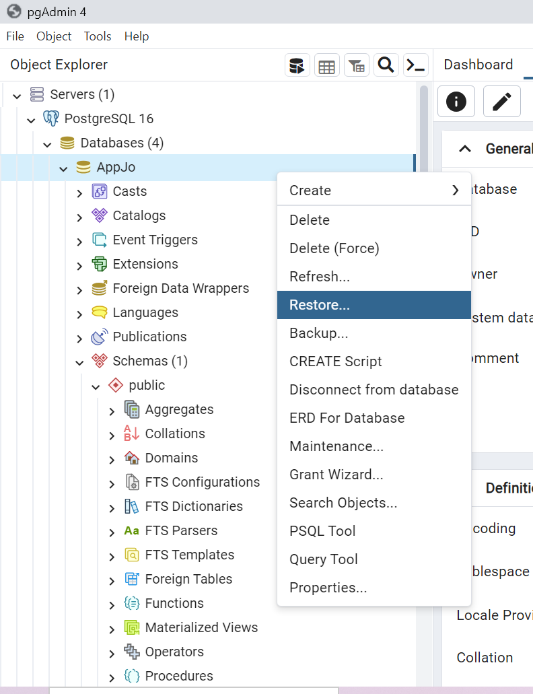 pgAdmin 4
File Object Tools Help
Object Explorer
Dashboard
Servers (1)
PostgreSQL 16
Databases (4)
AppJo
Casts
Catalogs
Event Triggers
Extensions
Foreign Data Wrappers
Languages
Publications
Schemas (1)
public
Aggregates
Collations
Domains
FTS Configurations
FTS Dictionaries
Aa FTS Parsers
FTS Templates
Foreign Tables
Functions
Materialized Views
Operators
Procedures
Create
Delete
Delete (Force)
Refresh...
Restore...
Backup...
CREATE Script
Disconnect from database
ERD For Database
Maintenance...
Grant Wizard...
Search Objects...
PSQL Tool
Query Tool
Properties...
General
atabase
D
wner
stem data
omment
Definiti
coding
blespace
Locale Provi
Collation